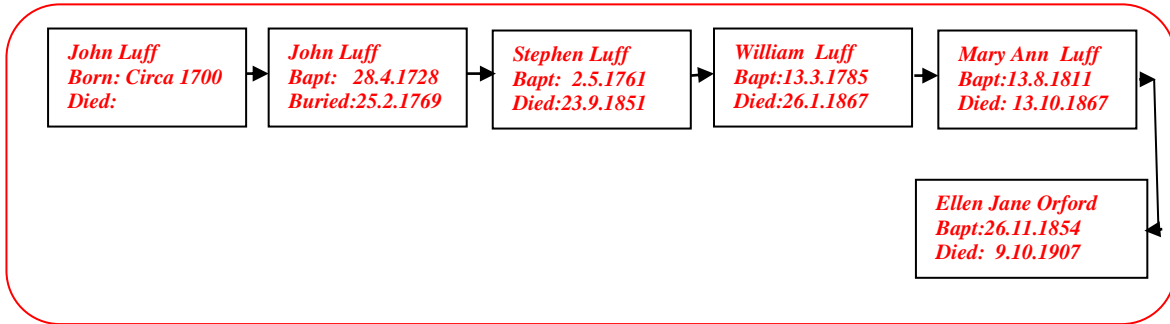 John Luff
Born: Circa 1700
Died:
John Luff
Bapt: 28.4.1728
Buried:25.2.1769
Stephen Luff
Bapt: 2.5.1761
Died:23.9.1851
William Luff
Bapt:13.3.1785
Died:26.1.1867
Mary Ann Luff
Bapt:13.8.1811
Died: 13.10.1867
Ellen Jane Orford
Bapt:26.11.1854
Died: 9.10.1907